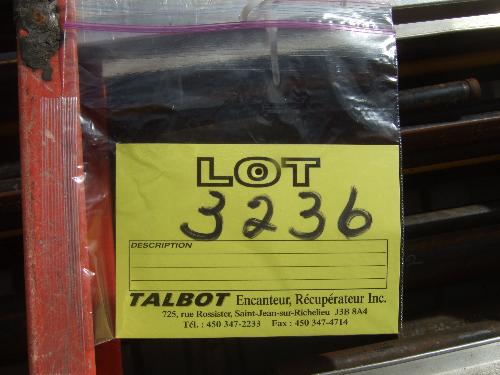 LOT
3236
DESCRIPTION
TALBOT Encanteur, Récupérateur Inc.
725, rue Rossister, Saint-Jean-sur-Richelieu J3B 8A4
Tél. : 450 347-2233 Fax : 450 347-4714